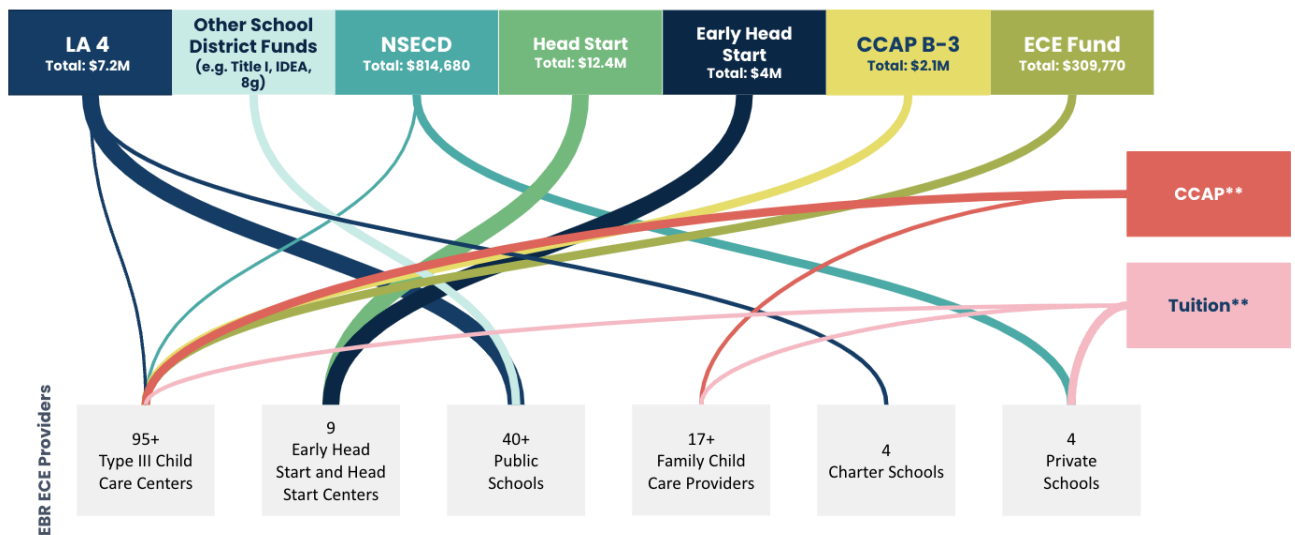 LA 4
Total: $7.2M
Other School
District Funds
(e.g. Title I, IDEA,
8g)
NSECD
Total: $814,680
Head Start
Total: $12.4M
Early Head
Start
Total: $4M
CCAP B-3
Total: $2.1M
ECE Fund
Total: $309,770
CCAP**
Tuition**
EBR ECE Providers
95+
Type III Child
Care Centers
9
Early Head
Start and Head
Start Centers
40+
Public
Schools
17+
Family Child
Care Providers
4
Charter Schools
4
Private
Schools